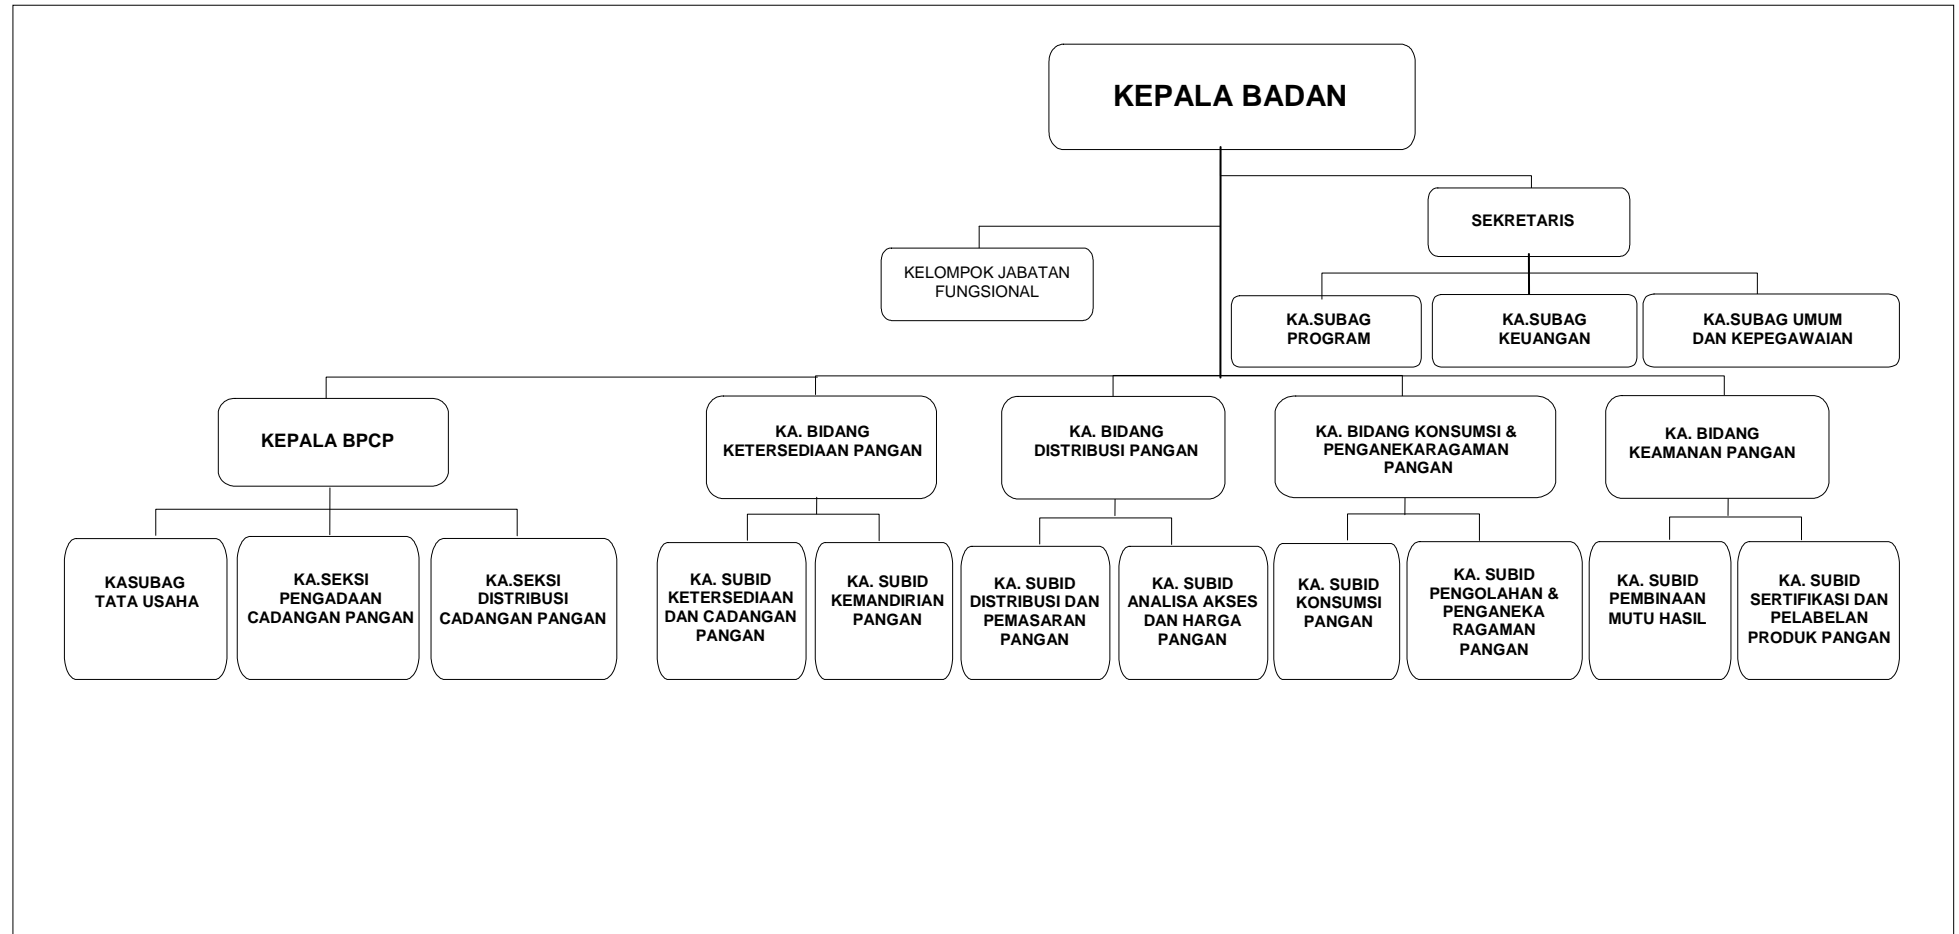 KEPALA BADAN
SEKRETARIS
KELOMPOK JABATAN
FUNGSIONAL
KA.SUBAG
PROGRAM
KA.SUBAG
KEUANGAN
KA.SUBAG UMUM
DAN KEPEGAWAIAN
KEPALA BPCP
KA. BIDANG
KETERSEDIAAN PANGAN
KA. BIDANG
DISTRIBUSI PANGAN
KA. BIDANG KONSUMSI &
PENGANEKARAGAMAN
PANGAN
KA. BIDANG
KEAMANAN PANGAN
KASUBAG
TATA USAHA
KA.SEKSI
PENGADAAN
CADANGAN PANGAN
KA.SEKSI
DISTRIBUSI
CADANGAN PANGAN
KA. SUBID
KETERSEDIAAN
DAN CADANGAN
PANGAN
KA. SUBID
KEMANDIRIAN
PANGAN
KA. SUBID
DISTRIBUSI DAN
PEMASARAN
PANGAN
KA. SUBID
ANALISA AKSES
DAN HARGA
PANGAN
KA. SUBID
KONSUMSI
PANGAN
KA. SUBID
PENGOLAHAN &
PENGANEKA
RAGAMAN
PANGAN
KA. SUBID
PEMBINAAN
MUTU HASIL
KA. SUBID
SERTIFIKASI DAN
PELABELAN
PRODUK PANGAN